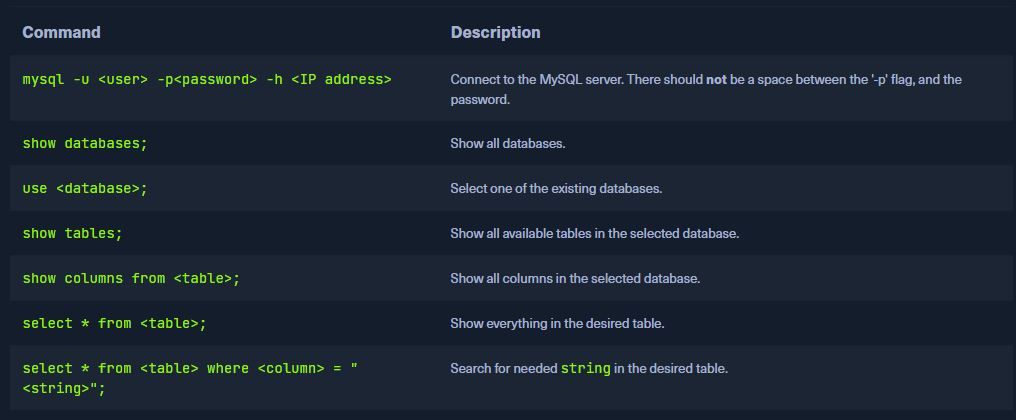 Command Description
mysql -u <user> -p<password> -h <IP address> Connect to the MySQL server. There should not be a space between the '-p' flag, and the
password.
show databases; Show all databases.
use <database>; Select one of the existing databases.
show tables; Show all available tables in the selected database.
show columns from <table>; Show all columns in the selected database.
select * from <table>; Show everything in the desired table.
select * from <table> where <column> = " Search for needed string in the desired table.
<string>";